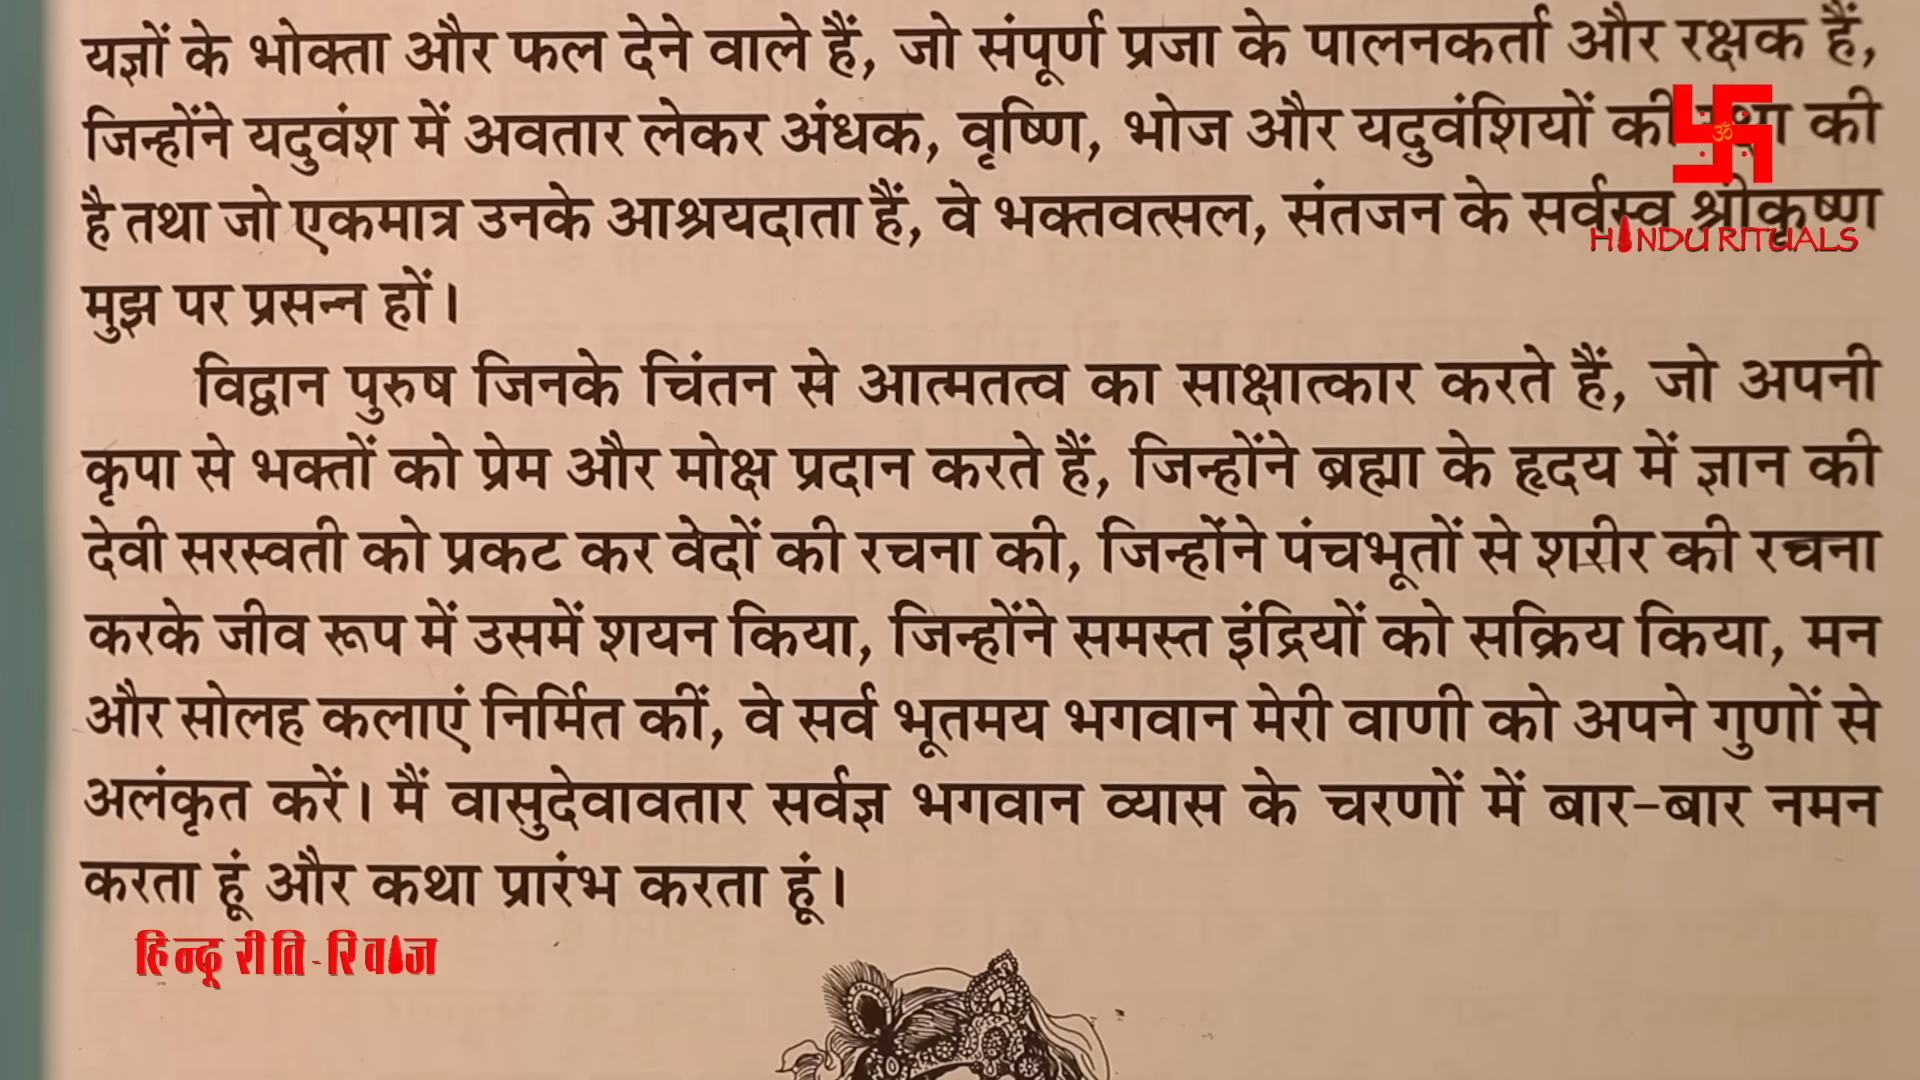 यज्ञों के भोक्ता और फल देने वाले हैं, जो संपूर्ण प्रजा के पालनकर्ता और रक्षक हैं,
जिन्होंने यदुवंश में अवतार लेकर अंधक, वृष्णि, भोज और यदुवंशियों की की
है तथा जो एकमात्र उनके आश्रयदाता हैं, वे भक्तवत्सल, संतजन के सर्वस्व श्रीकृष्ण
HINDU RITUALS
मुझ पर प्रसन्न हों।
विद्वान पुरुष जिनके चिंतन से आत्मतत्व का साक्षात्कार करते हैं, जो अपनी
कृपा से भक्तों को प्रेम और मोक्ष प्रदान करते हैं, जिन्होंने ब्रह्मा के हृदय में ज्ञान की
देवी सरस्वती को प्रकट कर वेदों की रचना की, जिन्होंने पंचभूतों से शरीर की रचना
करके जीव रूप में उसमें शयन किया, जिन्होंने समस्त इंद्रियों को सक्रिय किया, मन
और सोलह कलाएं निर्मित कीं, वे सर्व भूतमय भगवान मेरी वाणी को अपने गुणों से
अलंकृत करें। मैं वासुदेवावतार सर्वज्ञ भगवान व्यास के चरणों में बार-बार नमन
करता हूं और कथा प्रारंभ करता हूं।
हिन्दू रीति-रिवाज